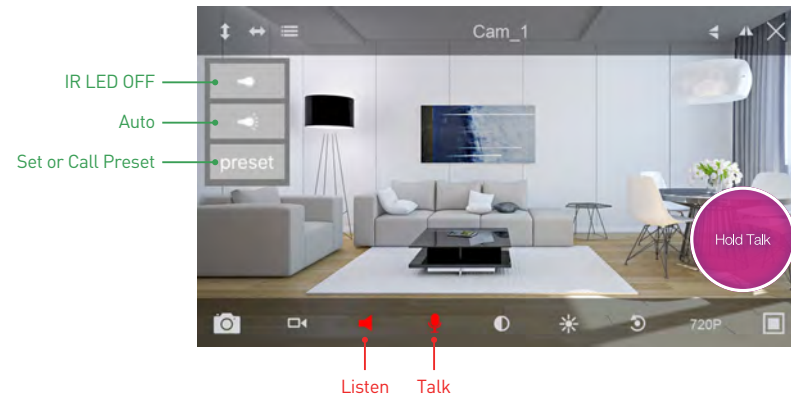 Cam_1
IR LED OFF
Auto
Set or Call Preset
preset
Hold Talk
720P
Listen
Talk